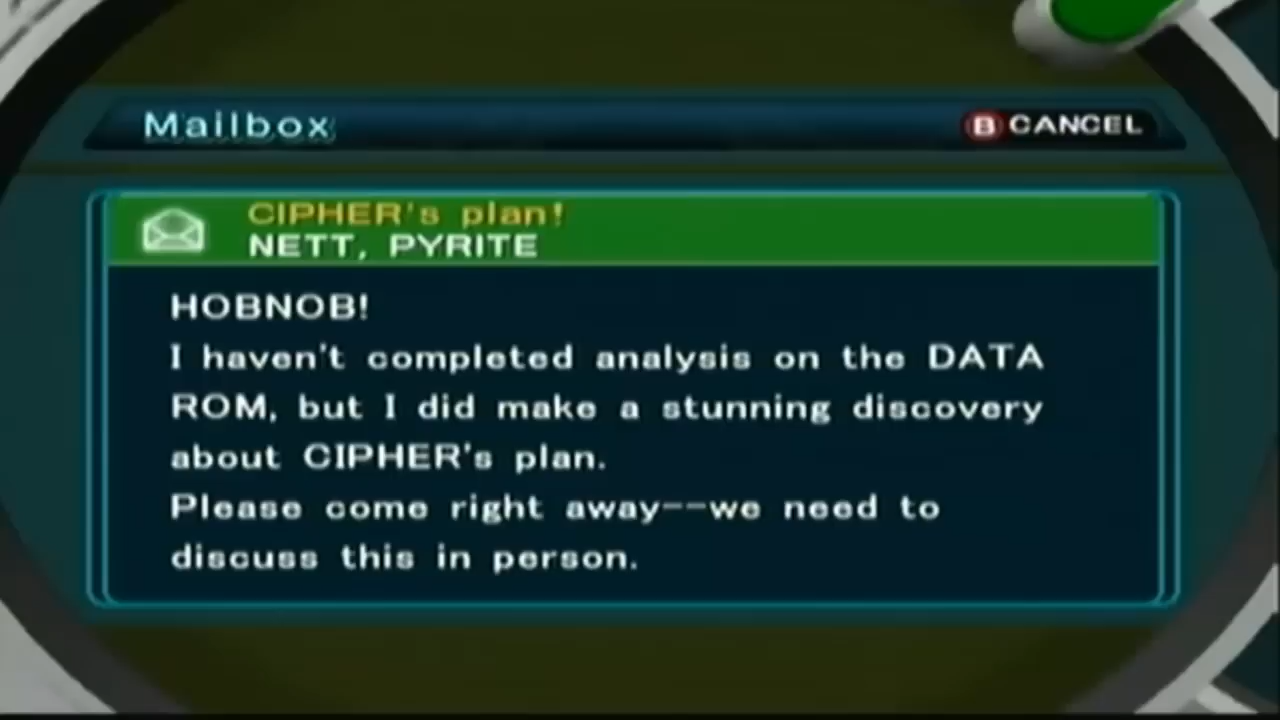 Mailbox
B CANCEL
CIPHER's plan!
NETT, PYRITE
HOBNOB!
I haven't completed analysis on the DATA
ROM, but I did make a stunning discovery
about CIPHER's plan.
Please come right away--we need to
discuss this in person.